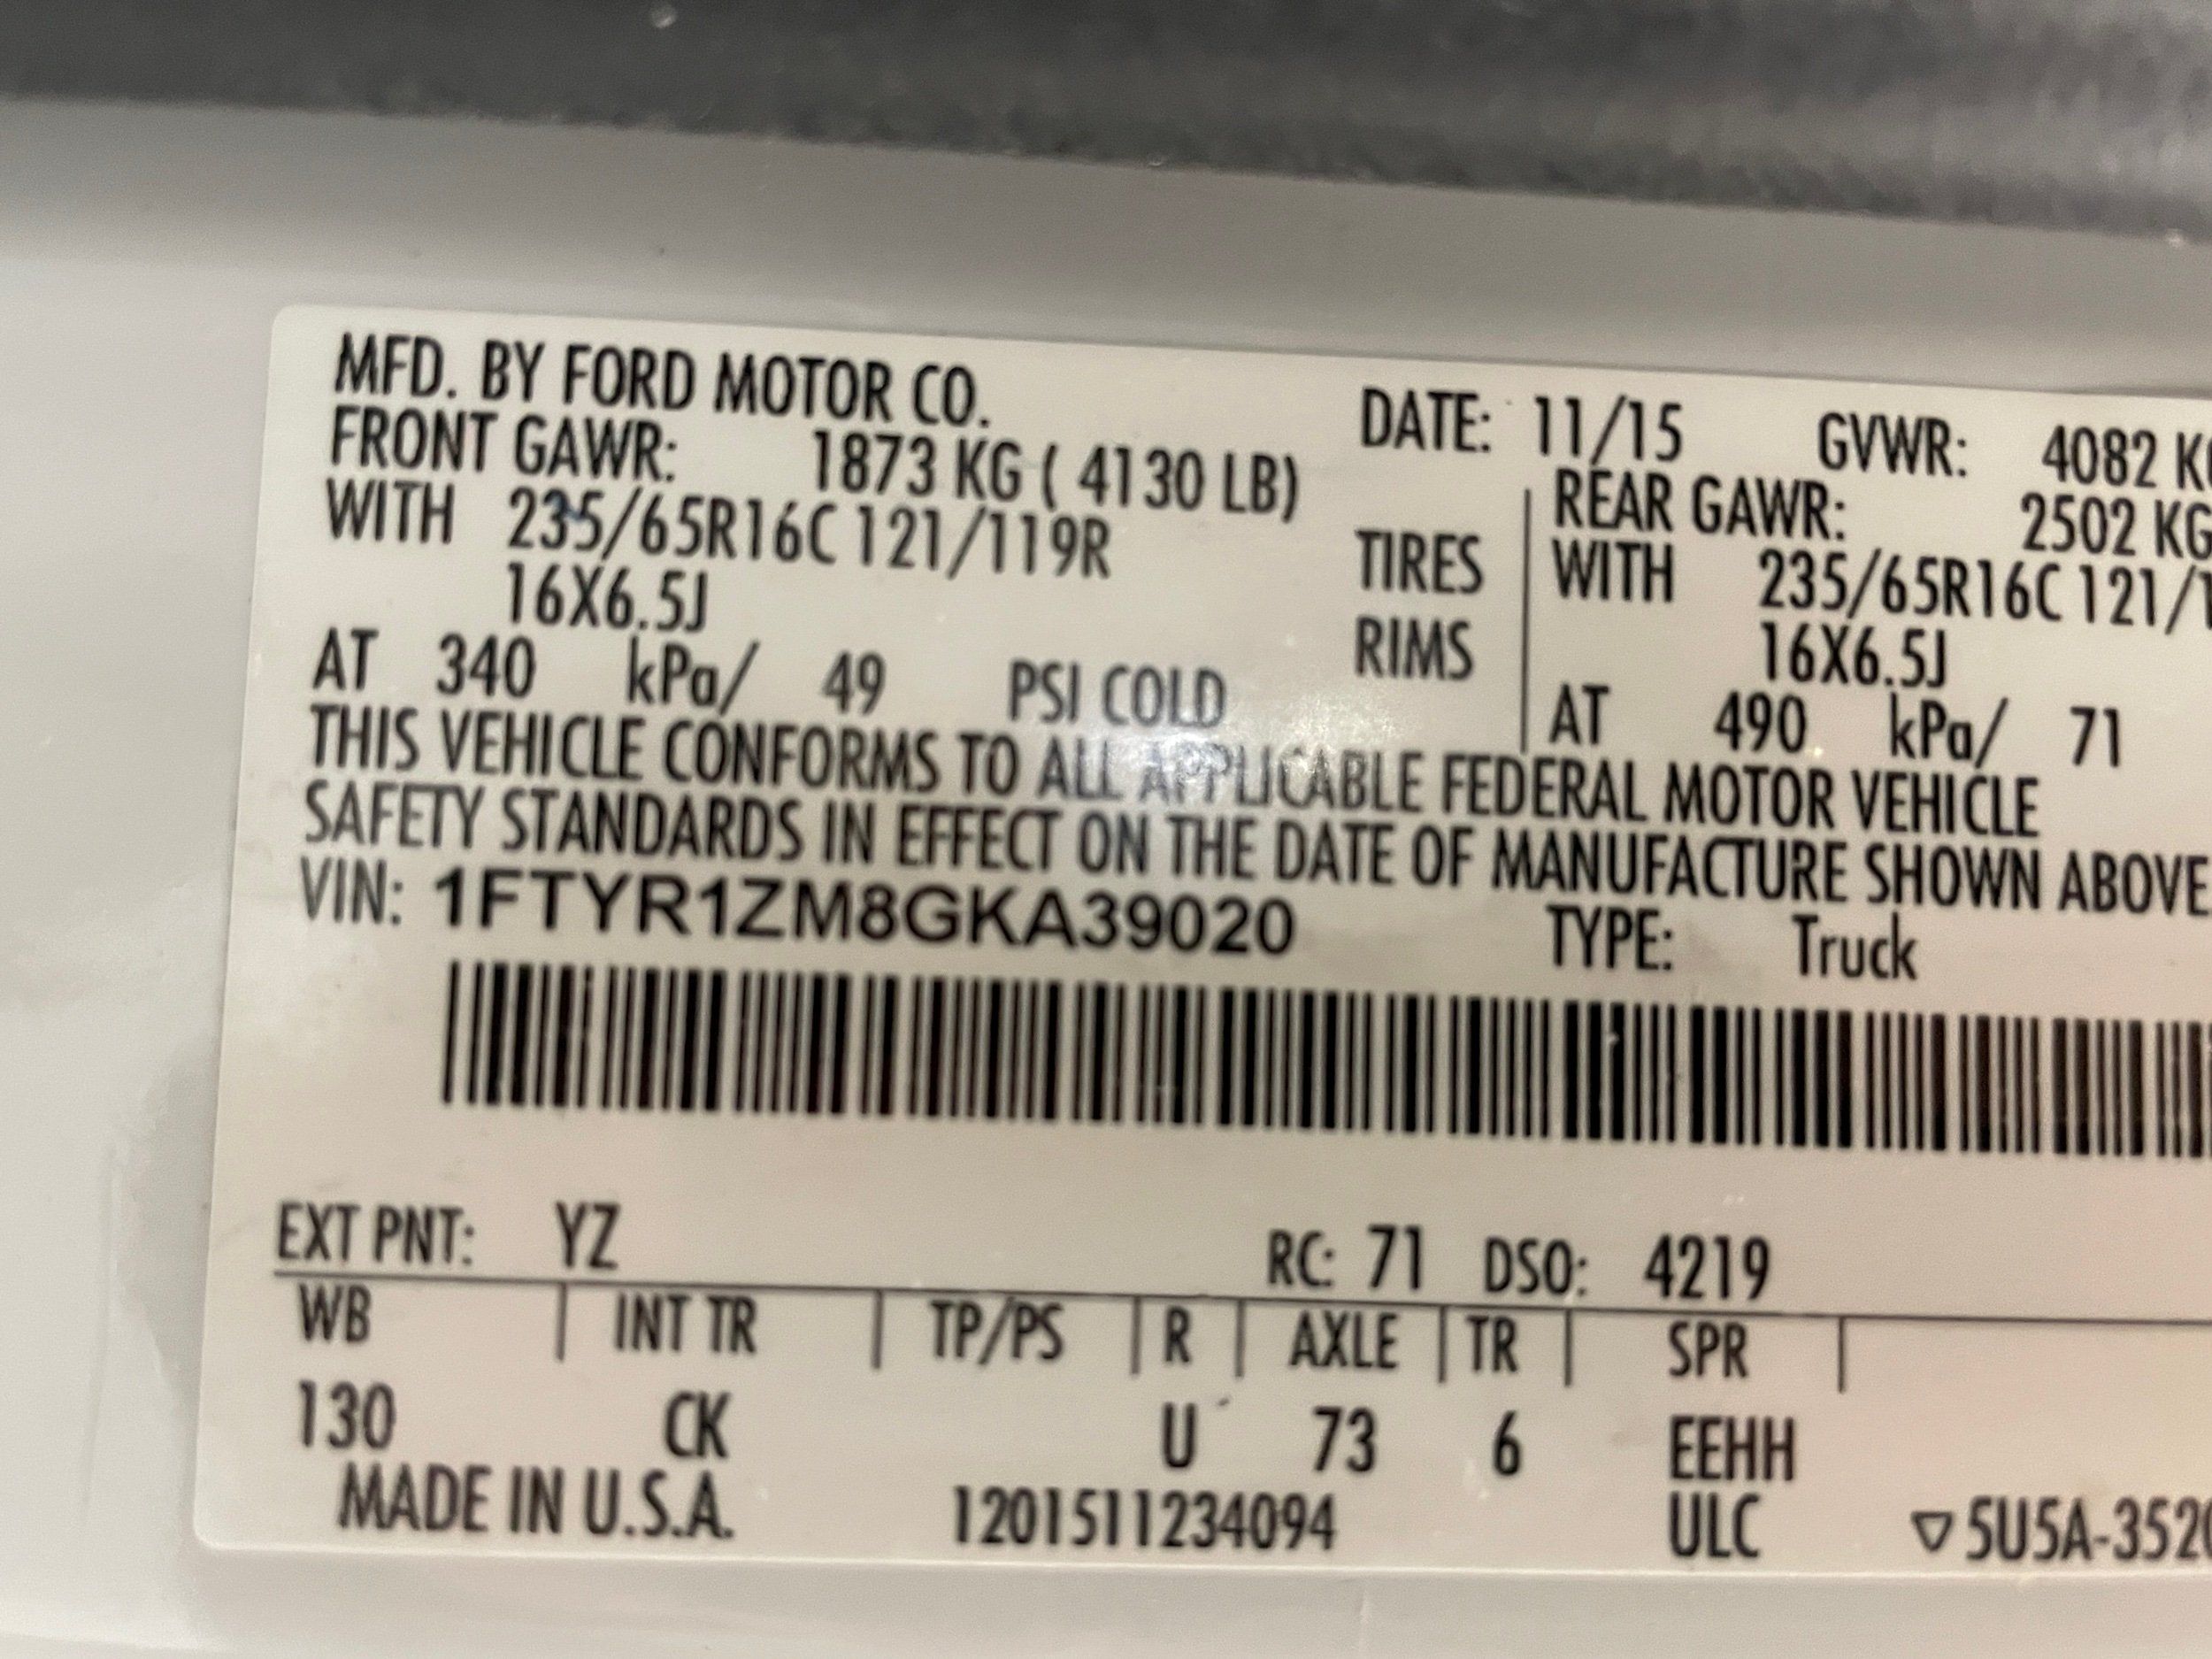 MFD. BY FORD MOTOR CO.
DATE: 11/15 GVWR: 4082 KG
FRONT GAWR: 1873 KG ( 4130 LB)
REAR GAWR: 2502 KG
WITH 235/65R16C 121/119R TIRES WITH 235/65R16C 121/1
16X6.5J RIMS 16X6.5J
AT 340 kPa/ 49 PSI COLD AT 490 kPa/ 71
THIS VEHICLE CONFORMS TO ALL APPLICABLE FEDERAL MOTOR VEHICLE
SAFETY STANDARDS IN EFFECT ON THE DATE OF MANUFACTURE SHOWN ABOVE
VIN: 1FTYR1ZM8GKA39020 TYPE: Truck
EXT PNT: YZ RC: 71 DSO: 4219
WB | INT TR | TP/PS | R | AXLE | TR | SPR |
130 CK U 73 6 EEHH
MADE IN U.S.A. 1201511234094 ULC ▽5U5A-3520